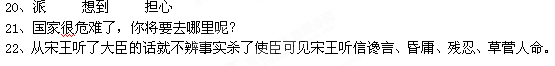 20、派　　想到　　担心
21、国家很危难了，你将要去哪里呢？
22、从宋王听了大臣的话就不辨事实杀了使臣可见宋王听信谗言、昏庸、残忍、草菅人命。